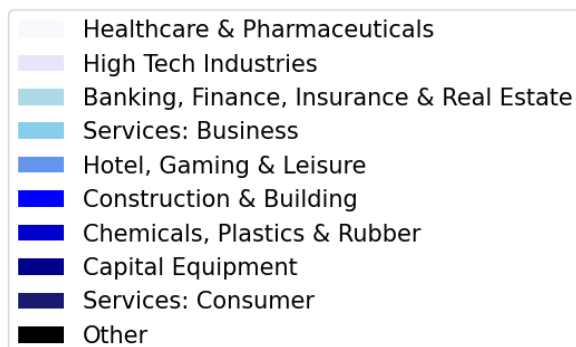 Healthcare & Pharmaceuticals
High Tech Industries
Banking, Finance, Insurance & Real Estate
Services: Business
Hotel, Gaming & Leisure
Construction & Building
Chemicals, Plastics & Rubber
Capital Equipment
Services: Consumer
Other